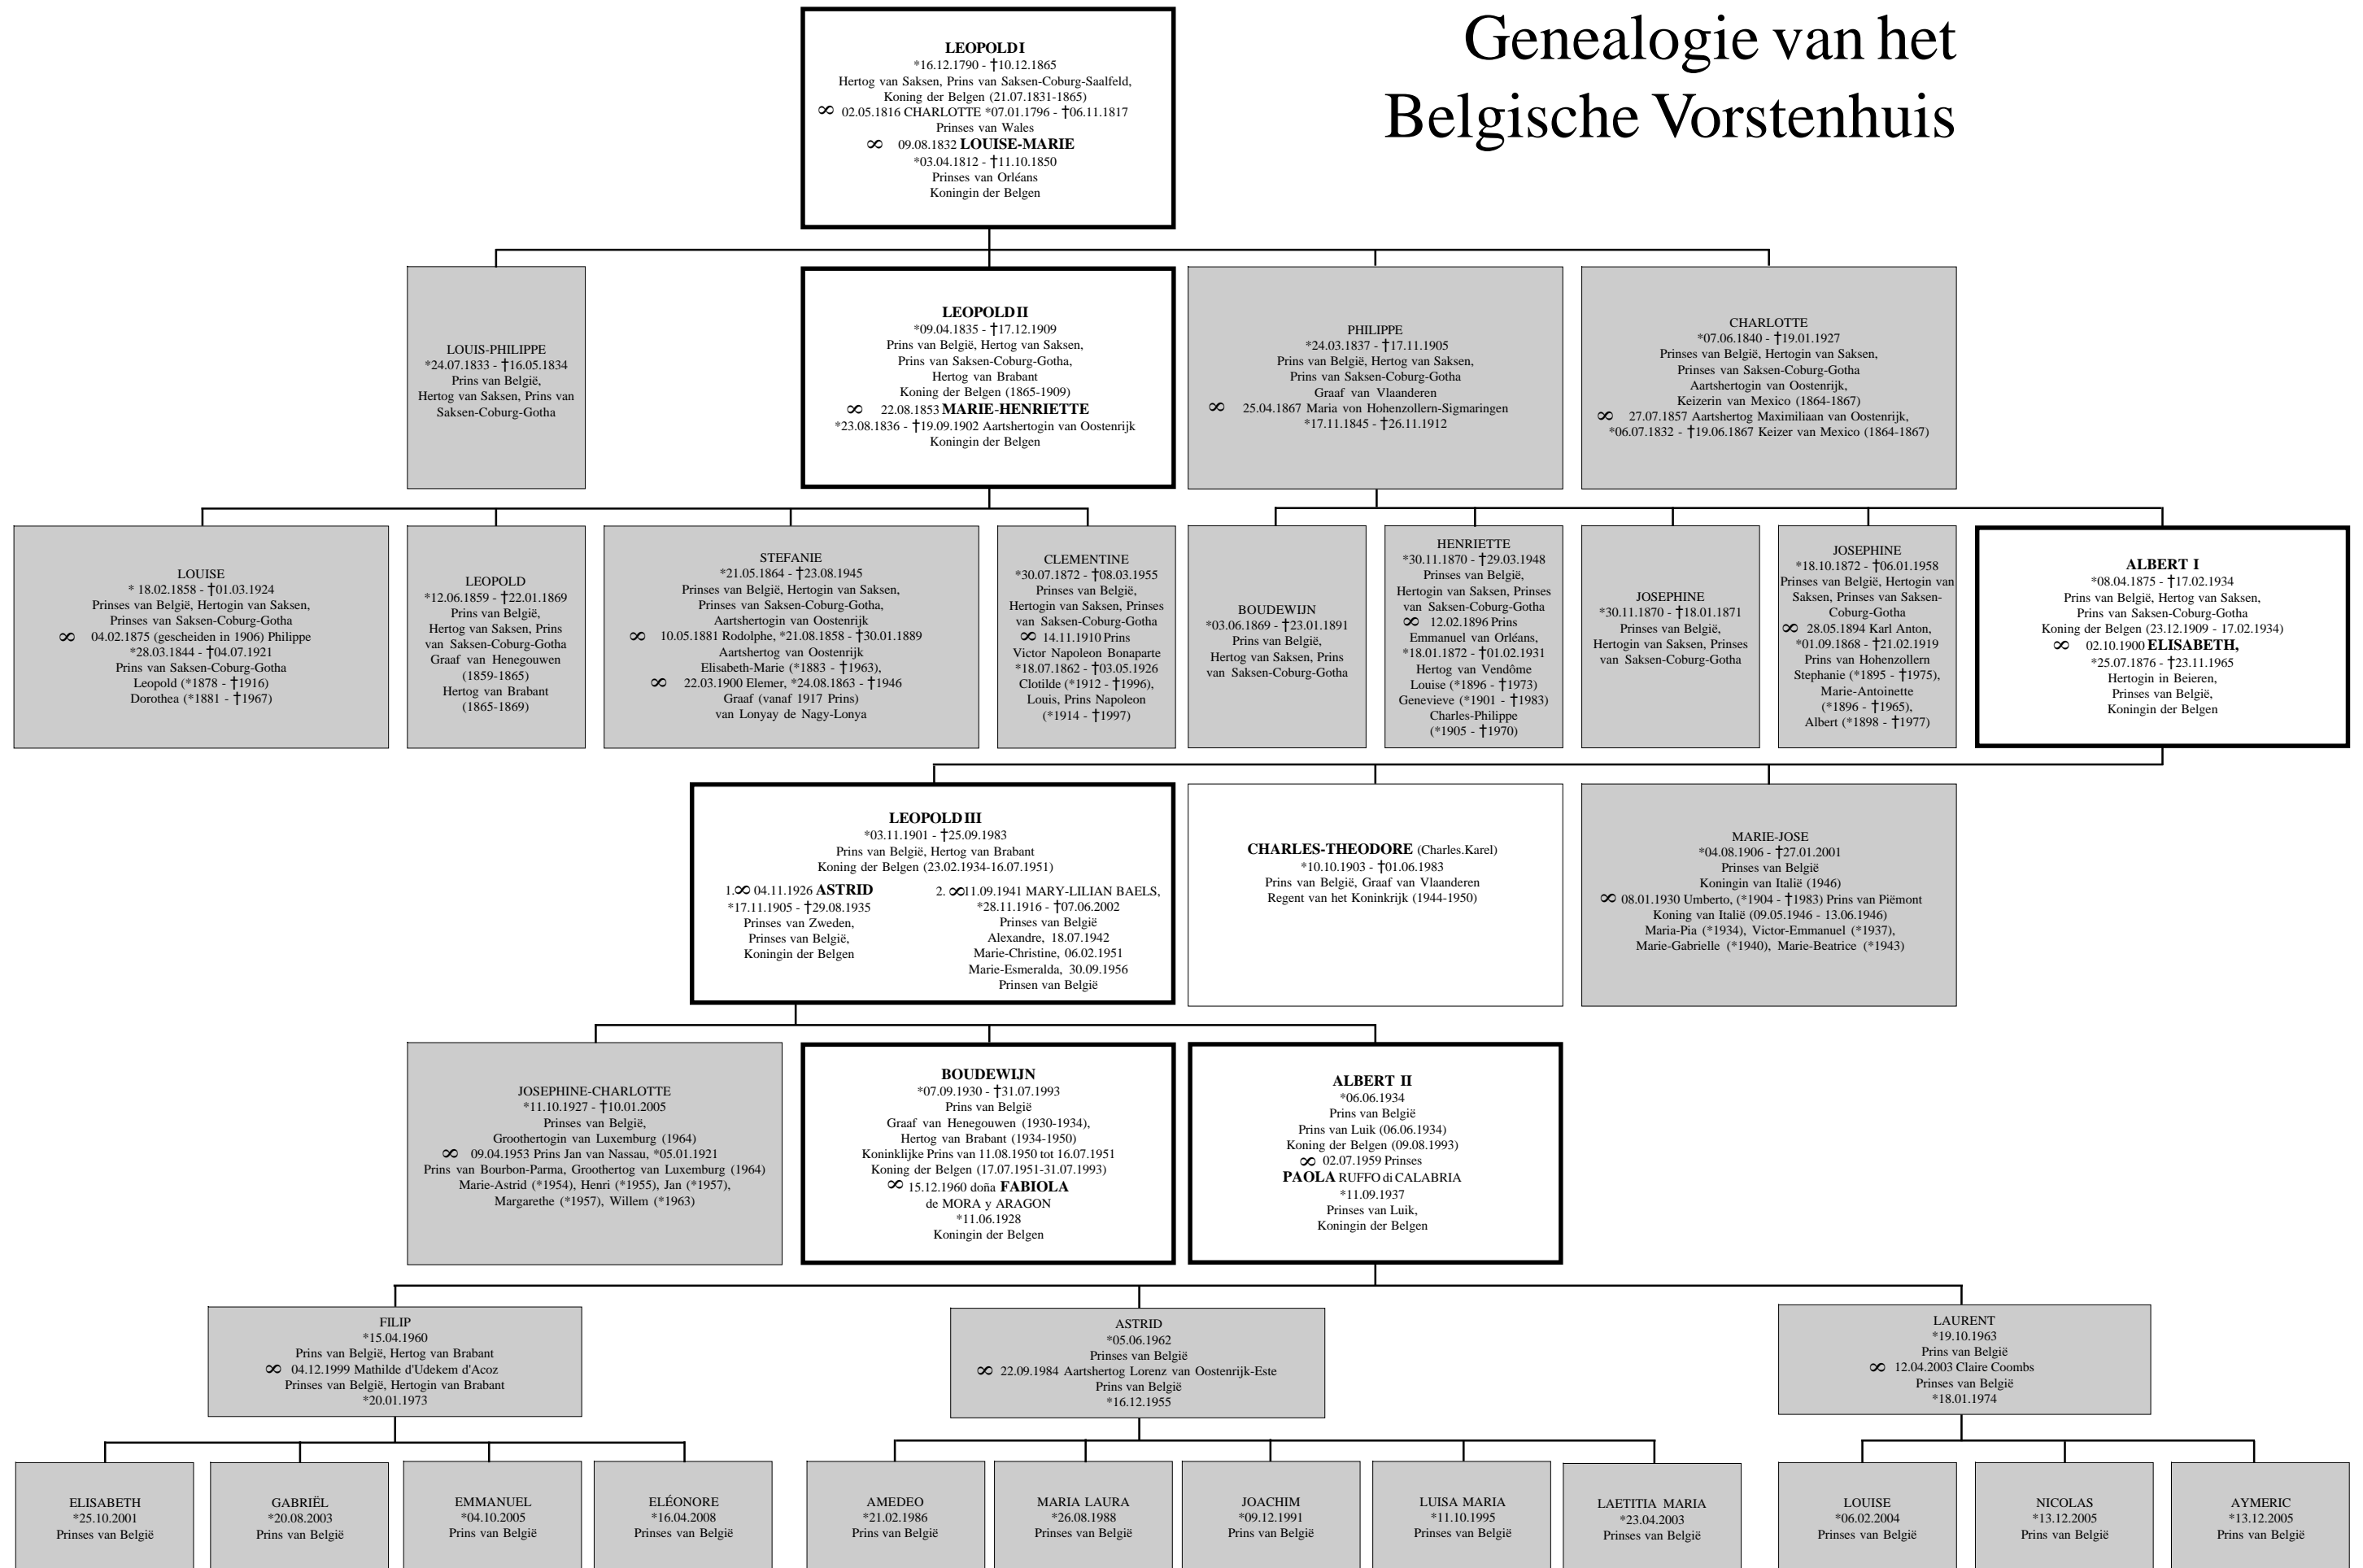 Genealogie van het
Belgische Vorstenhuis
LEOPOLD I
*16.12.1790 - †10.12.1865
Hertog van Saksen, Prins van Saksen-Coburg-Saalfeld,
Koning der Belgen (21.07.1831-1865)
∞ 02.05.1816 CHARLOTTE *07.01.1796 - †06.11.1817
Prinses van Wales
∞ 09.08.1832 LOUISE-MARIE
*03.04.1812 - †11.10.1850
Prinses van Orléans
Koningin der Belgen
LOUIS-PHILIPPE
*24.07.1833 - †16.05.1834
Prins van België,
Hertog van Saksen, Prins van
Saksen-Coburg-Gotha
LEOPOLD II
*09.04.1835 - †17.12.1909
Prins van België, Hertog van Saksen,
Prins van Saksen-Coburg-Gotha,
Hertog van Brabant
Koning der Belgen (1865-1909)
∞ 22.08.1853 MARIE-HENRIETTE
*23.08.1836 - †19.09.1902 Aartshertogin van Oostenrijk
Koningin der Belgen
PHILIPPE
*24.03.1837 - †17.11.1905
Prins van België, Hertog van Saksen,
Prins van Saksen-Coburg-Gotha
Graaf van Vlaanderen
∞ 25.04.1867 Maria von Hohenzollern-Sigmaringen
*17.11.1845 - †26.11.1912
CHARLOTTE
*07.06.1840 - †19.01.1927
Prinses van België, Hertogin van Saksen,
Prinses van Saksen-Coburg-Gotha
Aartshertogin van Oostenrijk,
Keizerin van Mexico (1864-1867)
∞ 27.07.1857 Aartshertog Maximiliaan van Oostenrijk,
*06.07.1832 - †19.06.1867 Keizer van Mexico (1864-1867)
LOUISE
* 18.02.1858 - †01.03.1924
Prinses van België, Hertogin van Saksen,
Prinses van Saksen-Coburg-Gotha
∞ 04.02.1875 (gescheiden in 1906) Philippe
*28.03.1844 - †04.07.1921
Prins van Saksen-Coburg-Gotha
Leopold (*1878 - †1916)
Dorothea (*1881 - †1967)
LEOPOLD
*12.06.1859 - †22.01.1869
Prins van België,
Hertog van Saksen, Prins
van Saksen-Coburg-Gotha
Graaf van Henegouwen
(1859-1865)
Hertog van Brabant
(1865-1869)
STEFANIE
*21.05.1864 - †23.08.1945
Prinses van België, Hertogin van Saksen,
Prinses van Saksen-Coburg-Gotha,
Aartshertogin van Oostenrijk
∞ 10.05.1881 Rodolphe, *21.08.1858 - †30.01.1889
Aartshertog van Oostenrijk
Elisabeth-Marie (*1883 - †1963),
∞ 22.03.1900 Elemer, *24.08.1863 - †1946
Graaf (vanaf 1917 Prins)
van Lonyay de Nagy-Lonya
CLEMENTINE
*30.07.1872 - †08.03.1955
Prinses van België,
Hertogin van Saksen, Prinses
van Saksen-Coburg-Gotha
∞ 14.11.1910 Prins
Victor Napoleon Bonaparte
*18.07.1862 - †03.05.1926
Clotilde (*1912 - †1996),
Louis, Prins Napoleon
(*1914 - †1997)
BOUDEWIJN
*03.06.1869 - †23.01.1891
Prins van België,
Hertog van Saksen, Prins
van Saksen-Coburg-Gotha
HENRIETTE
*30.11.1870 - †29.03.1948
Prinses van België,
Hertogin van Saksen, Prinses
van Saksen-Coburg-Gotha
∞ 12.02.1896 Prins
Emmanuel van Orléans,
*18.01.1872 - †01.02.1931
Hertog van Vendôme
Louise (*1896 - †1973)
Genevieve (*1901 - †1983)
Charles-Philippe
(*1905 - †1970)
JOSEPHINE
*30.11.1870 - †18.01.1871
Prinses van België,
Hertogin van Saksen, Prinses
van Saksen-Coburg-Gotha
JOSEPHINE
*18.10.1872 - †06.01.1958
Prinses van België, Hertogin van
Saksen, Prinses van Saksen-
Coburg-Gotha
∞ 28.05.1894 Karl Anton,
*01.09.1868 - †21.02.1919
Prins van Hohenzollern
Stephanie (*1895 - †1975),
Marie-Antoinette
(*1896 - †1965),
Albert (*1898 - †1977)
ALBERT I
*08.04.1875 - †17.02.1934
Prins van België, Hertog van Saksen,
Prins van Saksen-Coburg-Gotha
Koning der Belgen (23.12.1909 - 17.02.1934)
∞ 02.10.1900 ELISABETH,
*25.07.1876 - †23.11.1965
Hertogin in Beieren,
Prinses van België,
Koningin der Belgen
LEOPOLD III
*03.11.1901 - †25.09.1983
Prins van België, Hertog van Brabant
Koning der Belgen (23.02.1934-16.07.1951)
1.∞ 04.11.1926 ASTRID
*17.11.1905 - †29.08.1935
Prinses van Zweden,
Prinses van België,
Koningin der Belgen
2. ∞11.09.1941 MARY-LILIAN BAELS,
*28.11.1916 - †07.06.2002
Prinses van België
Alexandre, 18.07.1942
Marie-Christine, 06.02.1951
Marie-Esmeralda, 30.09.1956
Prinsen van België
CHARLES-THEODORE (Charles.Karel)
*10.10.1903 - †01.06.1983
Prins van België, Graaf van Vlaanderen
Regent van het Koninkrijk (1944-1950)
MARIE-JOSE
*04.08.1906 - †27.01.2001
Prinses van België
Koningin van Italië (1946)
∞ 08.01.1930 Umberto, (*1904 - †1983) Prins van Piëmont
Koning van Italië (09.05.1946 - 13.06.1946)
Maria-Pia (*1934), Victor-Emmanuel (*1937),
Marie-Gabrielle (*1940), Marie-Beatrice (*1943)
JOSEPHINE-CHARLOTTE
*11.10.1927 - †10.01.2005
Prinses van België,
Groothertogin van Luxemburg (1964)
∞ 09.04.1953 Prins Jan van Nassau, *05.01.1921
Prins van Bourbon-Parma, Groothertog van Luxemburg (1964)
Marie-Astrid (*1954), Henri (*1955), Jan (*1957),
Margarethe (*1957), Willem (*1963)
BOUDEWIJN
*07.09.1930 - †31.07.1993
Prins van België
Graaf van Henegouwen (1930-1934),
Hertog van Brabant (1934-1950)
Koninklijke Prins van 11.08.1950 tot 16.07.1951
Koning der Belgen (17.07.1951-31.07.1993)
∞ 15.12.1960 doña FABIOLA
de MORA y ARAGON
*11.06.1928
Koningin der Belgen
ALBERT II
*06.06.1934
Prins van België
Prins van Luik (06.06.1934)
Koning der Belgen (09.08.1993)
∞ 02.07.1959 Prinses
PAOLA RUFFO di CALABRIA
*11.09.1937
Prinses van Luik,
Koningin der Belgen
FILIP
*15.04.1960
Prins van België, Hertog van Brabant
∞ 04.12.1999 Mathilde d'Udekem d'Acoz
Prinses van België, Hertogin van Brabant
*20.01.1973
ASTRID
*05.06.1962
Prinses van België
∞ 22.09.1984 Aartshertog Lorenz van Oostenrijk-Este
Prins van België
*16.12.1955
LAURENT
*19.10.1963
Prins van België
∞ 12.04.2003 Claire Coombs
Prinses van België
*18.01.1974
ELISABETH
*25.10.2001
Prinses van België
GABRIËL
*20.08.2003
Prins van België
EMMANUEL
*04.10.2005
Prins van België
ELÉONORE
*16.04.2008
Prinses van België
AMEDEO
*21.02.1986
Prins van België
MARIA LAURA
*26.08.1988
Prinses van België
JOACHIM
*09.12.1991
Prins van België
LUISA MARIA
*11.10.1995
Prinses van België
LAETITIA MARIA
*23.04.2003
Prinses van België
LOUISE
*06.02.2004
Prinses van België
NICOLAS
*13.12.2005
Prins van België
AYMERIC
*13.12.2005
Prins van België